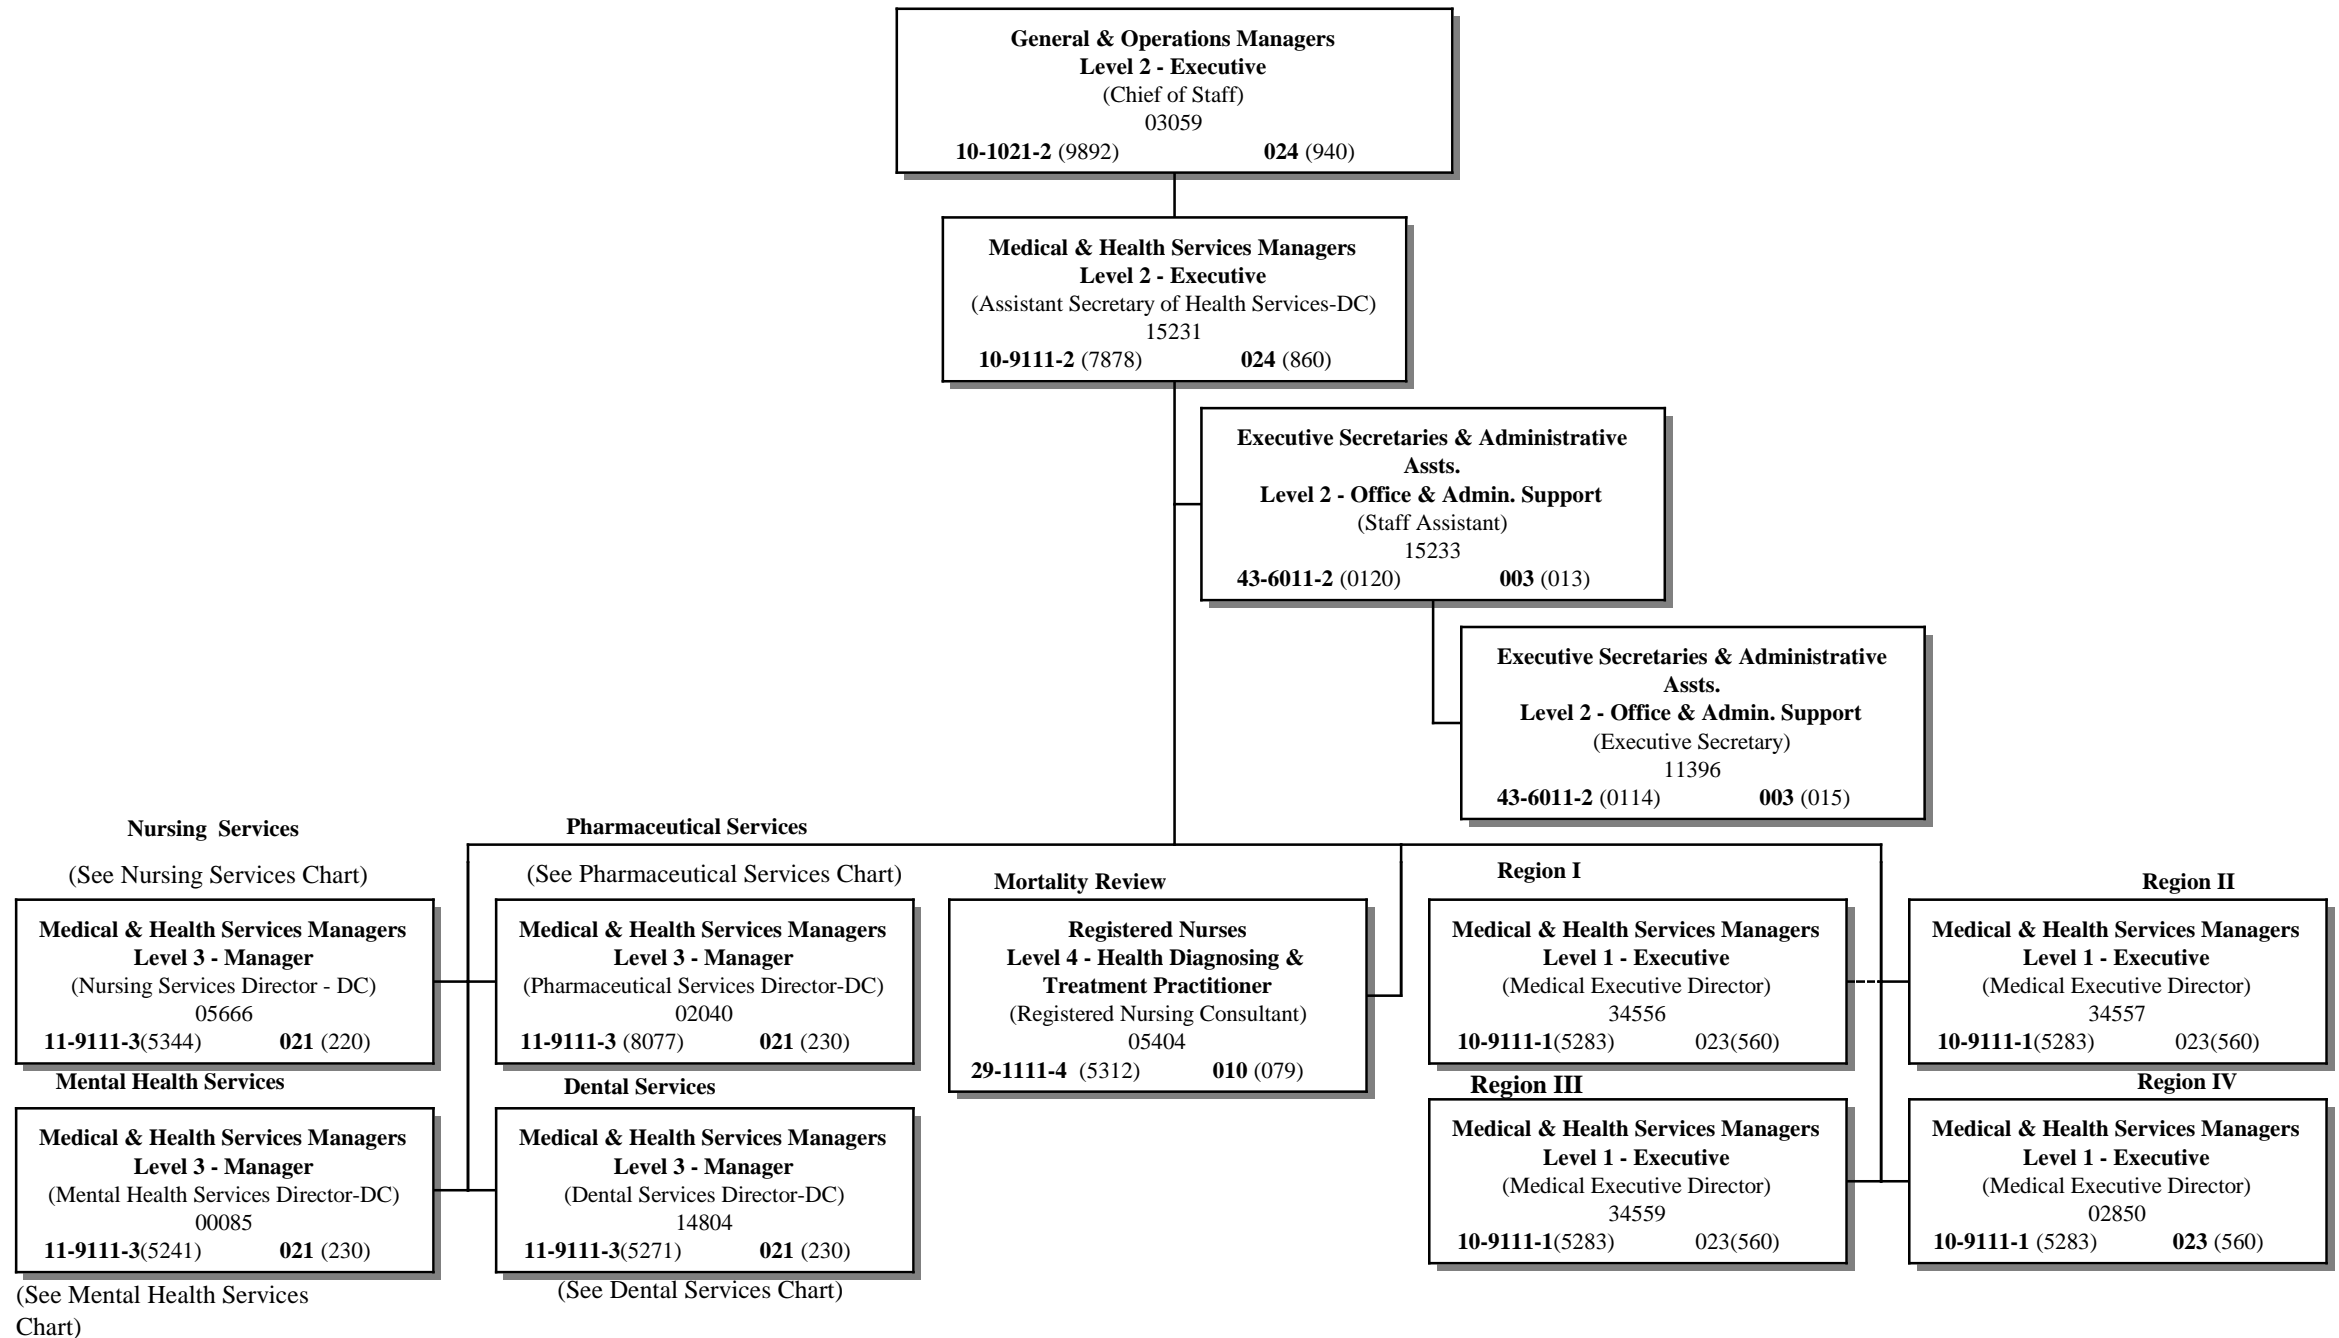 General & Operations Managers
Level 2 - Executive
(Chief of Staff)
03059
10-1021-2 (9892) 024 (940)
Medical & Health Services Managers
Level 2 - Executive
(Assistant Secretary of Health Services-DC)
15231
10-9111-2 (7878) 024 (860)
Executive Secretaries & Administrative
Assts.
Level 2 - Office & Admin. Support
(Staff Assistant)
15233
43-6011-2 (0120) 003 (013)
Executive Secretaries & Administrative
Assts.
Level 2 - Office & Admin. Support
(Executive Secretary)
11396
43-6011-2 (0114) 003 (015)
Nursing Services
(See Nursing Services Chart)
Medical & Health Services Managers
Level 3 - Manager
(Nursing Services Director - DC)
05666
11-9111-3(5344) 021 (220)
Pharmaceutical Services
(See Pharmaceutical Services Chart)
Medical & Health Services Managers
Level 3 - Manager
(Pharmaceutical Services Director-DC)
02040
11-9111-3 (8077) 021 (230)
Mortality Review
Registered Nurses
Level 4 - Health Diagnosing &
Treatment Practitioner
(Registered Nursing Consultant)
05404
29-1111-4 (5312) 010 (079)
Region I
Medical & Health Services Managers
Level 1 - Executive
(Medical Executive Director)
34556
10-9111-1(5283) 023(560)
Region II
Medical & Health Services Managers
Level 1 - Executive
(Medical Executive Director)
34557
10-9111-1(5283) 023(560)
Mental Health Services
Medical & Health Services Managers
Level 3 - Manager
(Mental Health Services Director-DC)
00085
11-9111-3(5241) 021 (230)
(See Mental Health Services
Chart)
Dental Services
Medical & Health Services Managers
Level 3 - Manager
(Dental Services Director-DC)
14804
11-9111-3(5271) 021 (230)
(See Dental Services Chart)
Region III
Medical & Health Services Managers
Level 1 - Executive
(Medical Executive Director)
34559
10-9111-1(5283) 023(560)
Region IV
Medical & Health Services Managers
Level 1 - Executive
(Medical Executive Director)
02850
10-9111-1 (5283) 023 (560)